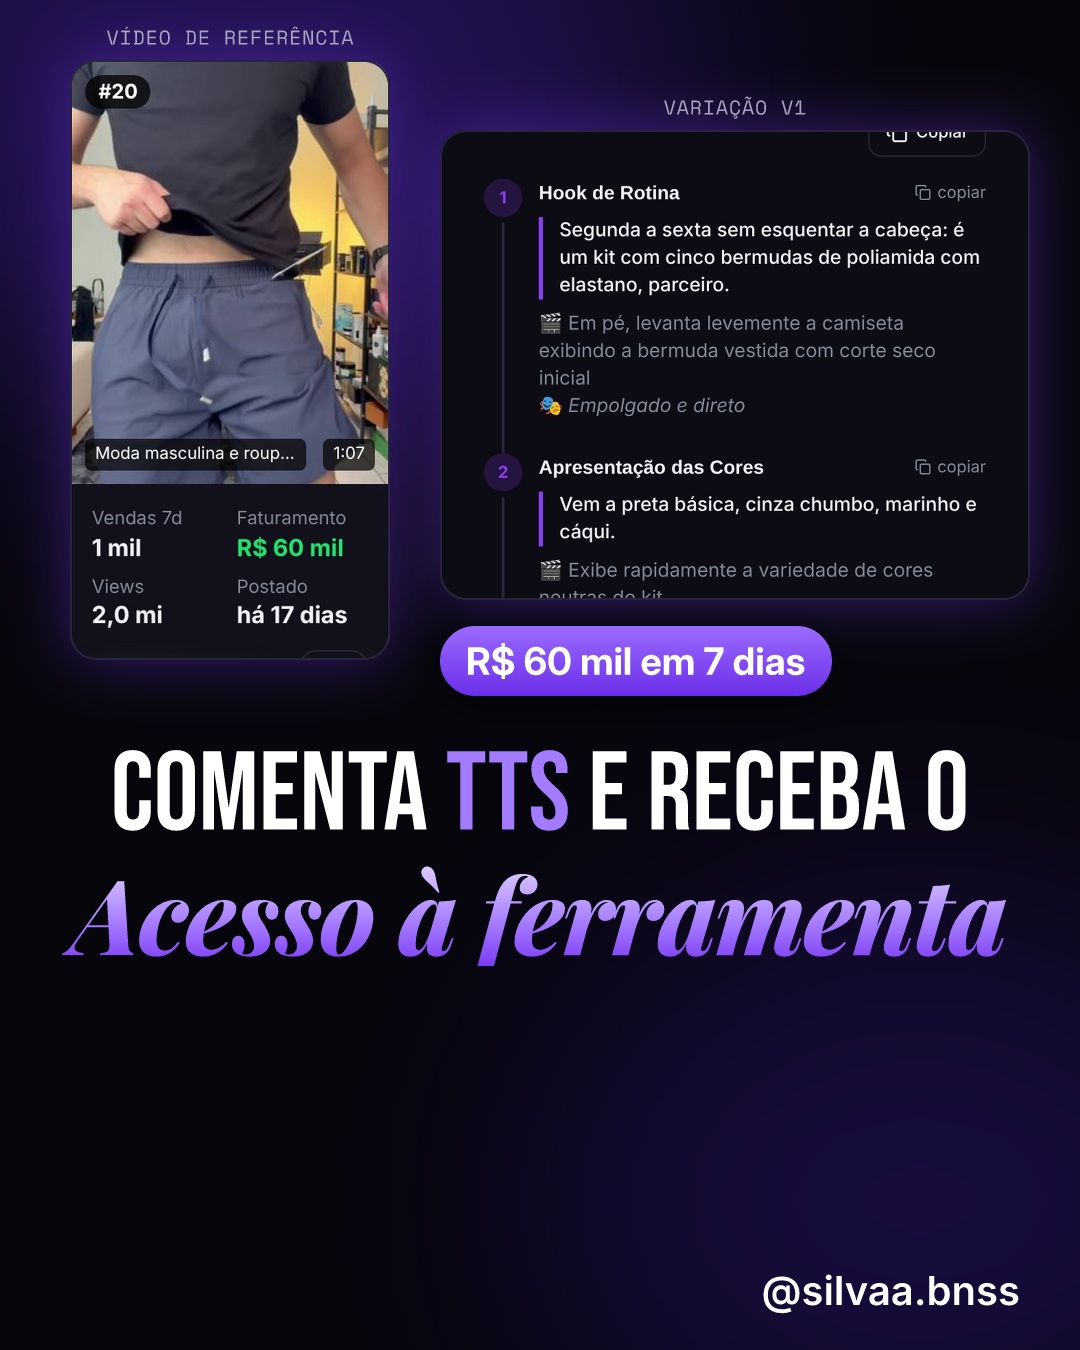 VÍDEO DE REFERÊNCIA
#20
Moda masculina e roup...
1:07
Vendas 7d
Faturamento
1 mil
R$ 60 mil
Views
Postado
2,0 mi
há 17 dias
VARIAÇÃO V1
Copiar
1
Hook de Rotina
copiar
Segunda a sexta sem esquentar a cabeça: é
um kit com cinco bermudas de poliamida com
elastano, parceiro.
🎬 Em pé, levanta levemente a camiseta
exibindo a bermuda vestida com corte seco
inicial
🎭 Empolgado e direto
2
Apresentação das Cores
copiar
Vem a preta básica, cinza chumbo, marinho e
cáqui.
🎬 Exibe rapidamente a variedade de cores
neutras do kit
R$ 60 mil em 7 dias
COMENTA TTS E RECEBA O
Acesso à ferramenta
@silvaa.bnss